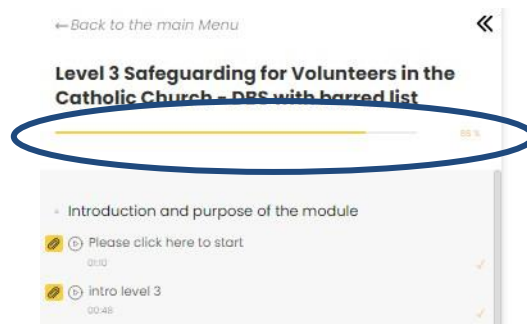 ←Back to the main Menu
Level 3 Safeguarding for Volunteers in the
Catholic Church - DBS with barred list
Introduction and purpose of the module
Please click here to start
01:10
intro level 3
00:48